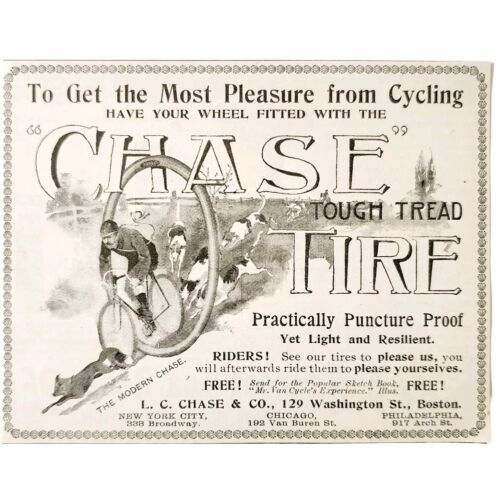 To Get the Most Pleasure from Cycling
HAVE YOUR WHEEL FITTED WITH THE
"CHASE"
TOUGH TREAD
TIRE
Practically Puncture Proof
Yet Light and Resilient.
RIDERS! See our tires to please us, you
will afterwards ride them to please yourselves.
THE MODERN CHASE.
FREE! Send for the Popular Sketch Book, FREE!
"Mr. Van Cycle's Experience." Illus.
L. C. CHASE & CO., 129 Washington St., Boston.
NEW YORK CITY, CHICAGO, PHILADELPHIA,
338 Broadway. 192 Van Buren St. 917 Arch St.